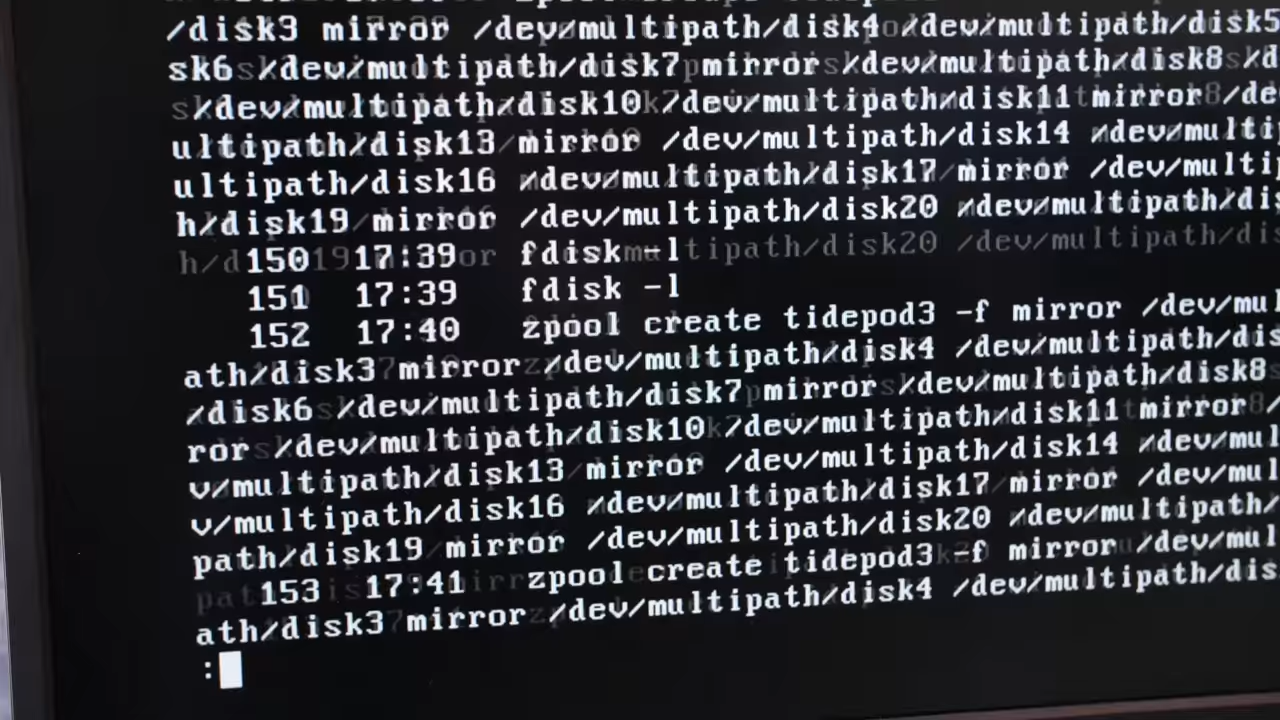 /disk3 mirror /dev/multipath/disk4 /dev/multipath/disk5
sk6 /dev/multipath/disk7 mirror /dev/multipath/disk8 /d
/dev/multipath/disk10 /dev/multipath/disk11 mirror /de
ultipath/disk13 mirror /dev/multipath/disk14 /dev/multi
ultipath/disk16 /dev/multipath/disk17 mirror /dev/multip
h/disk19 mirror /dev/multipath/disk20 /dev/multipath/dis
150 17:39 fdisk -l
151 17:39 fdisk -l
152 17:40 zpool create tidepod3 -f mirror /dev/mul
ath/disk3 mirror /dev/multipath/disk4 /dev/multipath/dis
/disk6 /dev/multipath/disk7 mirror /dev/multipath/disk8
ror /dev/multipath/disk10 /dev/multipath/disk11 mirror /
v/multipath/disk13 mirror /dev/multipath/disk14 /dev/mul
v/multipath/disk16 /dev/multipath/disk17 mirror /dev/mul
path/disk19 mirror /dev/multipath/disk20 /dev/multipath/
153 17:41 zpool create tidepod3 -f mirror /dev/mul
ath/disk3 mirror /dev/multipath/disk4 /dev/multipath/dis
: